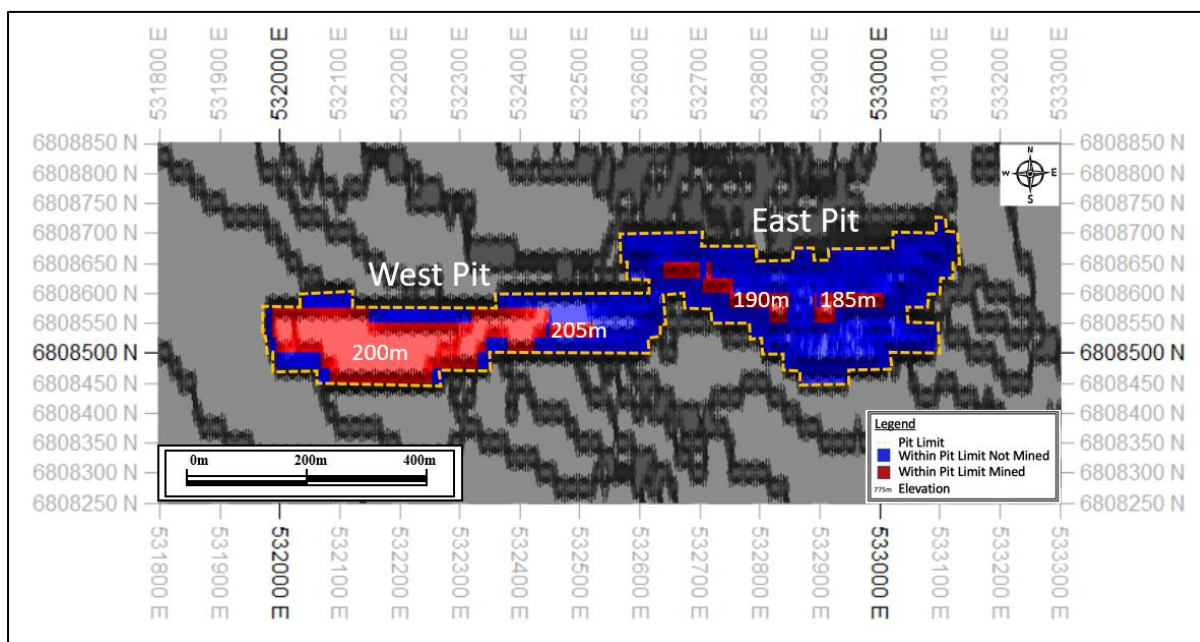 531800 E
531900 E
532000 E
532100 E
532200 E
532300 E
532400 E
532500 E
532600 E
532700 E
532800 E
532900 E
533000 E
533100 E
533200 E
533300 E
6808850 N
6808800 N
6808750 N
6808700 N
6808650 N
6808600 N
6808550 N
6808500 N
6808450 N
6808400 N
6808350 N
6808300 N
6808250 N
N
W E
S
East Pit
West Pit
190m 185m
205m
200m
0m 200m 400m
Legend
Pit Limit
Within Pit Limit Not Mined
Within Pit Limit Mined
775m Elevation
6808850 N
6808800 N
6808750 N
6808700 N
6808650 N
6808600 N
6808550 N
6808500 N
6808450 N
6808400 N
6808350 N
6808300 N
6808250 N
531800 E
531900 E
532000 E
532100 E
532200 E
532300 E
532400 E
532500 E
532600 E
532700 E
532800 E
532900 E
533000 E
533100 E
533200 E
533300 E